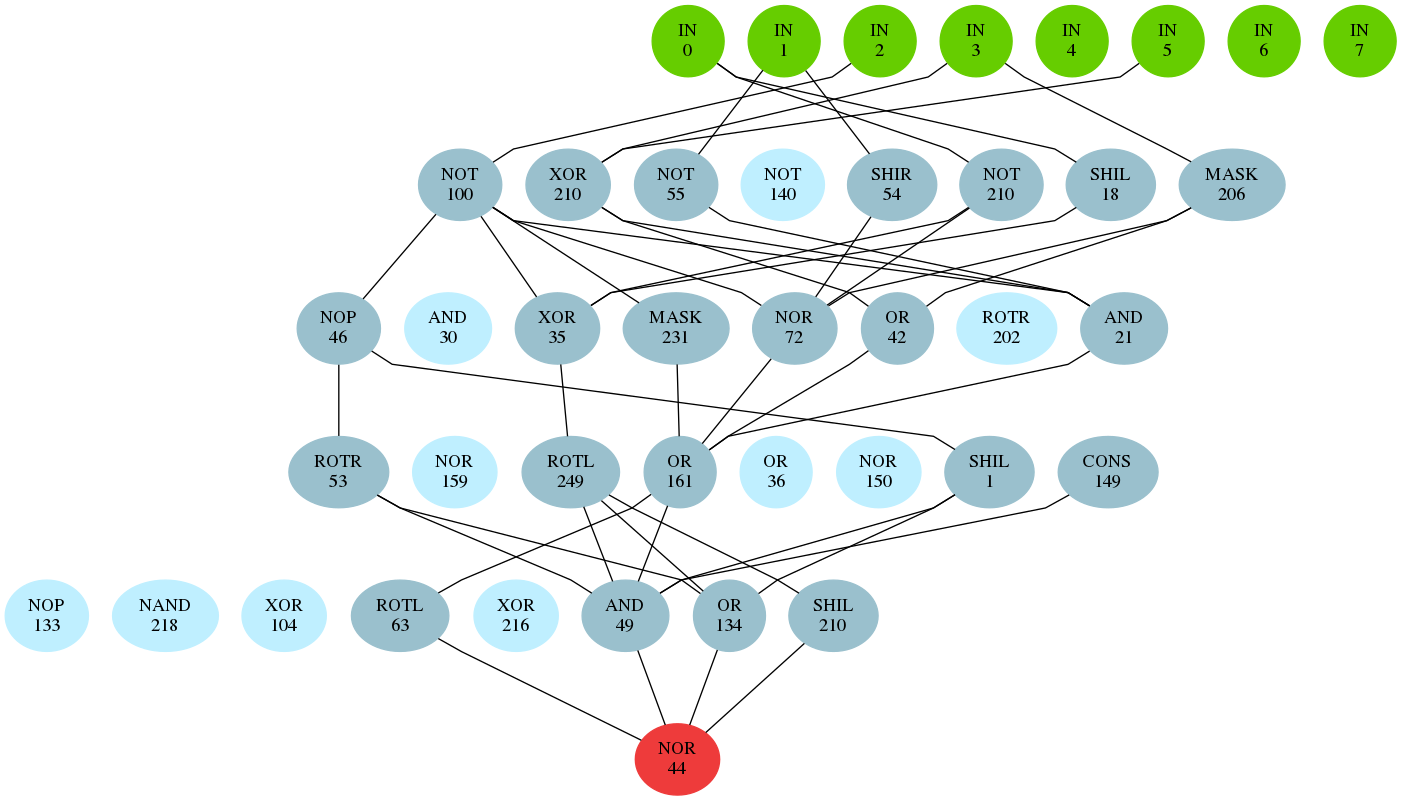 IN
0
IN
1
IN
2
IN
3
IN
4
IN
5
IN
6
IN
7
NOT
100
XOR
210
NOT
55
NOT
140
SHIR
54
NOT
210
SHIL
18
MASK
206
NOP
46
AND
30
XOR
35
MASK
231
NOR
72
OR
42
ROTR
202
AND
21
ROTR
53
NOR
159
ROTL
249
OR
161
OR
36
NOR
150
SHIL
1
CONS
149
NOP
133
NAND
218
XOR
104
ROTL
63
XOR
216
AND
49
OR
134
SHIL
210
NOR
44